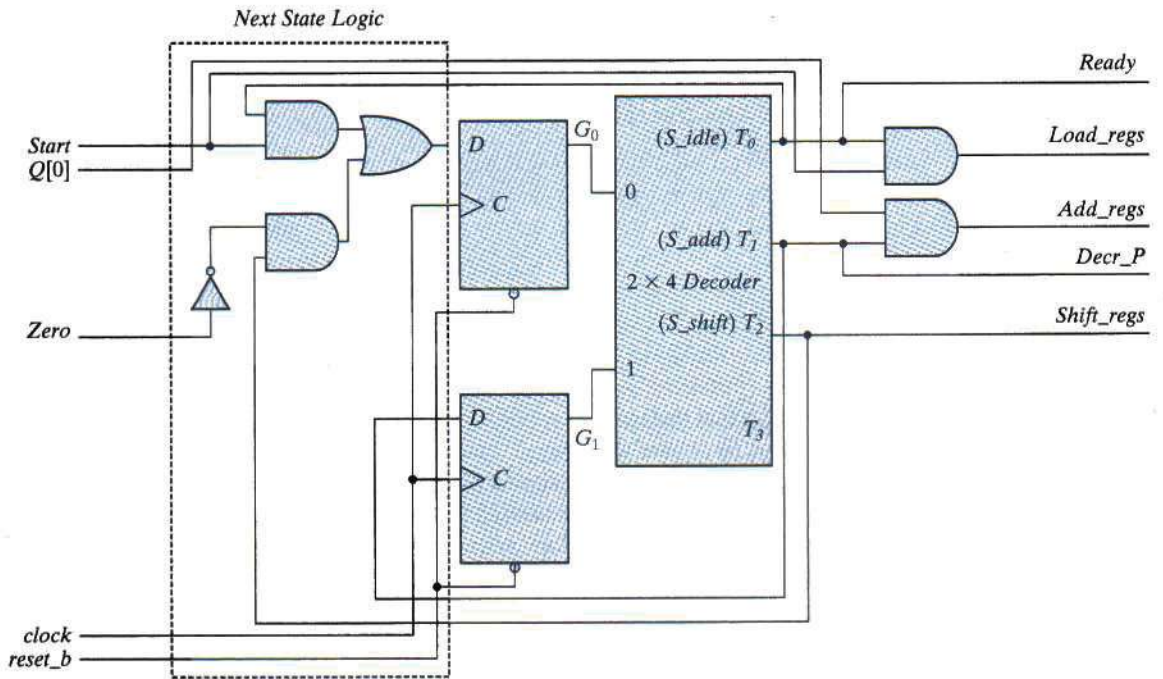 Next State Logic
Ready
Start
Q[0]
D
G₀
(S_idle) T₀
Load_regs
C
0
Add_regs
(S_add) T₁
Decr_P
2 × 4 Decoder
Zero
(S_shift) T₂
Shift_regs
1
D
G₁
T₃
C
clock
reset_b